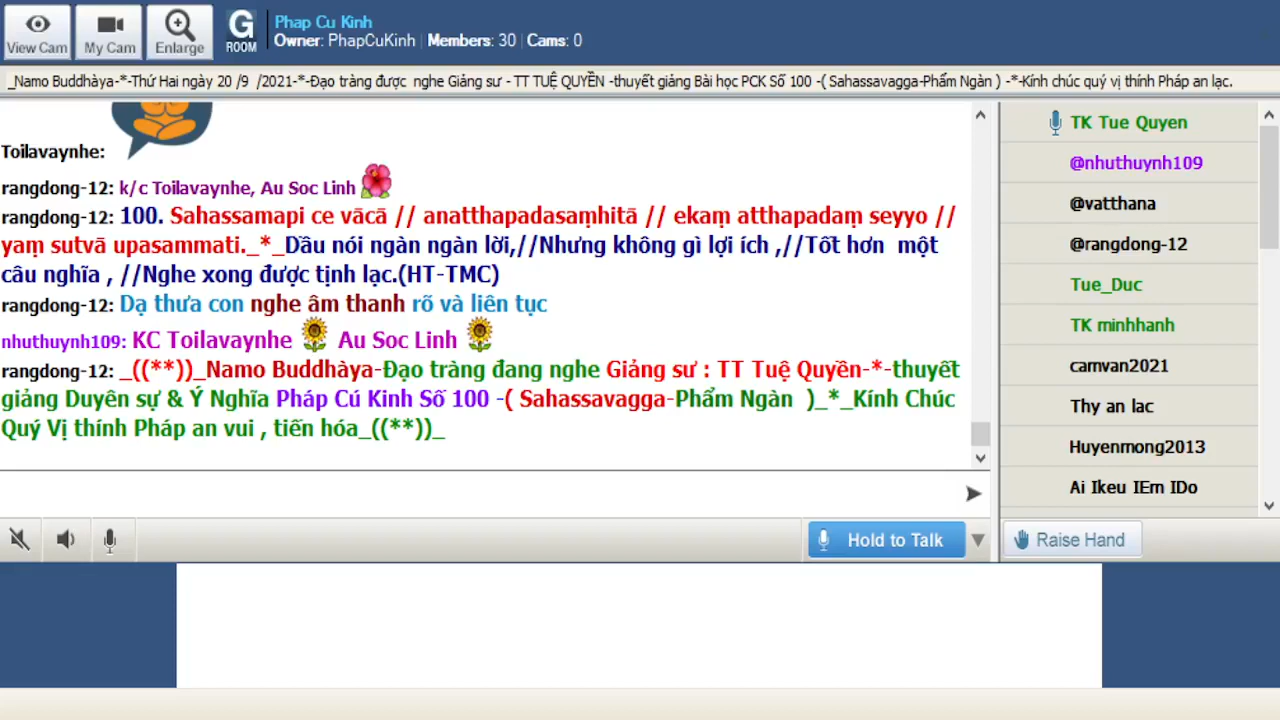 View Cam
My Cam
Enlarge
G
ROOM
Phap Cu Kinh
Owner: PhapCuKinh | Members: 30 | Cams: 0
_Namo Buddhàya-*-Thứ Hai ngày 20 /9 /2021-*-Đạo tràng được nghe Giảng sư - TT TUỆ QUYỀN -thuyết giảng Bài học PCK Số 100 -( Sahassavagga-Phẩm Ngàn ) -*-Kính chúc quý vị thính Pháp an lạc.
Toilavaynhe:
rangdong-12: k/c Toilavaynhe, Au Soc Linh
rangdong-12: 100. Sahassamapi ce vācā // anatthapadasaṃhitā // ekaṃ atthapadaṃ seyyo //
yaṃ sutvā upasammati._*_Dầu nói ngàn ngàn lời,//Nhưng không gì lợi ích ,//Tốt hơn một
câu nghĩa , //Nghe xong được tịnh lạc.(HT-TMC)
rangdong-12: Dạ thưa con nghe âm thanh rõ và liên tục
nhuthuynh109: KC Toilavaynhe Au Soc Linh
rangdong-12: _((**))_Namo Buddhàya-Đạo tràng đang nghe Giảng sư : TT Tuệ Quyền-*-thuyết
giảng Duyên sự & Ý Nghĩa Pháp Cú Kinh Số 100 -( Sahassavagga-Phẩm Ngàn )_*_Kính Chúc
Quý Vị thính Pháp an vui , tiến hóa_((**))_
TK Tue Quyen
@nhuthuynh109
@vatthana
@rangdong-12
Tue_Duc
TK minhhanh
camvan2021
Thy an lac
Huyenmong2013
Ai Ikeu IEm IDo
Hold to Talk
Raise Hand